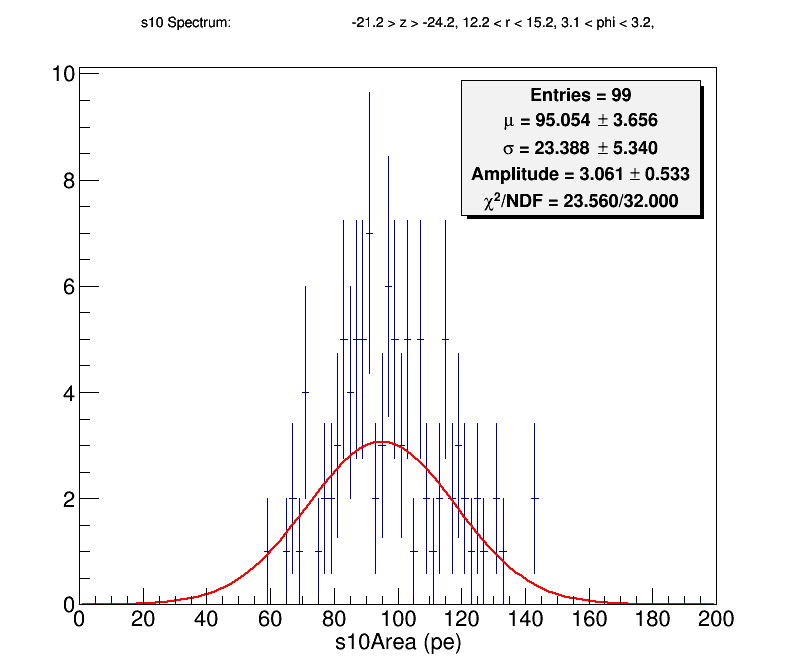 s10 Spectrum: -21.2 > z > -24.2, 12.2 < r < 15.2, 3.1 < phi < 3.2,
10
8
6
4
2
0
Entries = 99
μ = 95.054 ± 3.656
σ = 23.388 ± 5.340
Amplitude = 3.061 ± 0.533
χ²/NDF = 23.560/32.000
0 20 40 60 80 100 120 140 160 180 200
s10Area (pe)